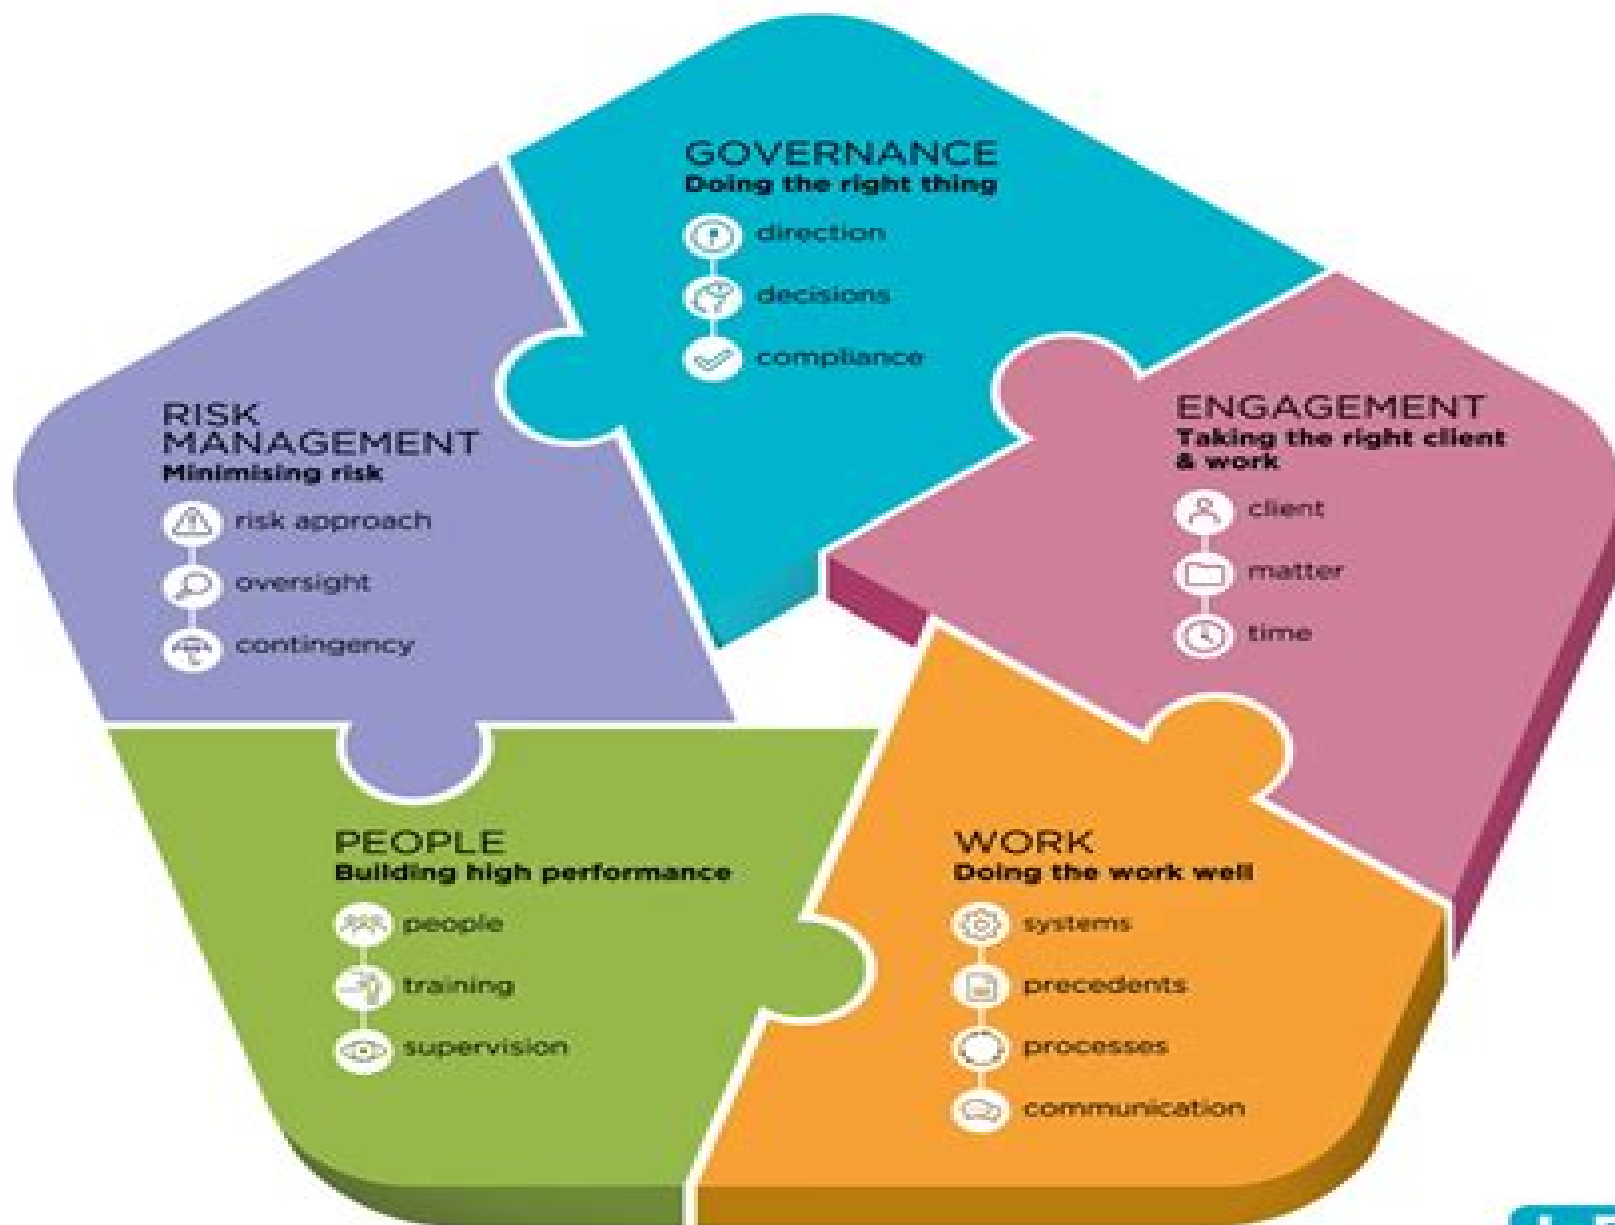 GOVERNANCE
Doing the right thing
direction
decisions
compliance
ENGAGEMENT
Taking the right client
& work
client
matter
time
WORK
Doing the work well
systems
precedents
processes
communication
PEOPLE
Building high performance
people
training
supervision
RISK
MANAGEMENT
Minimising risk
risk approach
oversight
contingency